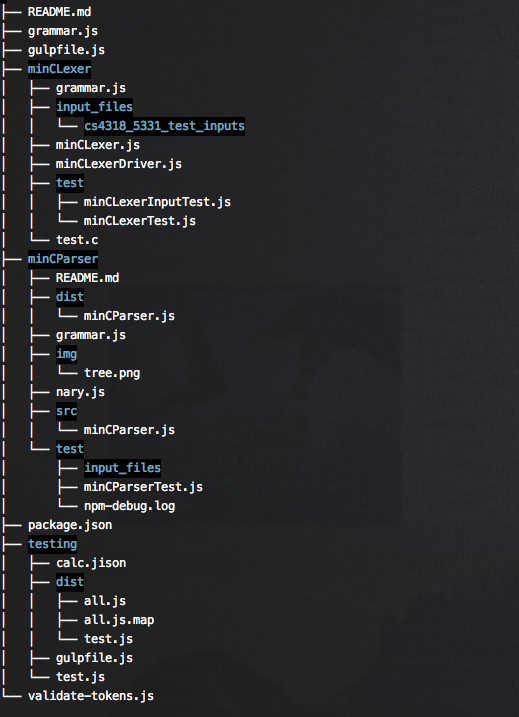 ├── README.md
├── grammar.js
├── gulpfile.js
├── minCLexer
│   ├── grammar.js
│   ├── input_files
│   │   └── cs4318_5331_test_inputs
│   ├── minCLexer.js
│   ├── minCLexerDriver.js
│   ├── test
│   │   ├── minCLexerInputTest.js
│   │   └── minCLexerTest.js
│   └── test.c
├── minCParser
│   ├── README.md
│   ├── dist
│   │   └── minCParser.js
│   ├── grammar.js
│   ├── img
│   │   └── tree.png
│   ├── nary.js
│   ├── src
│   │   └── minCParser.js
│   └── test
│       ├── input_files
│       ├── minCParserTest.js
│       └── npm-debug.log
├── package.json
├── testing
│   ├── calc.jison
│   ├── dist
│   │   ├── all.js
│   │   ├── all.js.map
│   │   └── test.js
│   ├── gulpfile.js
│   └── test.js
└── validate-tokens.js